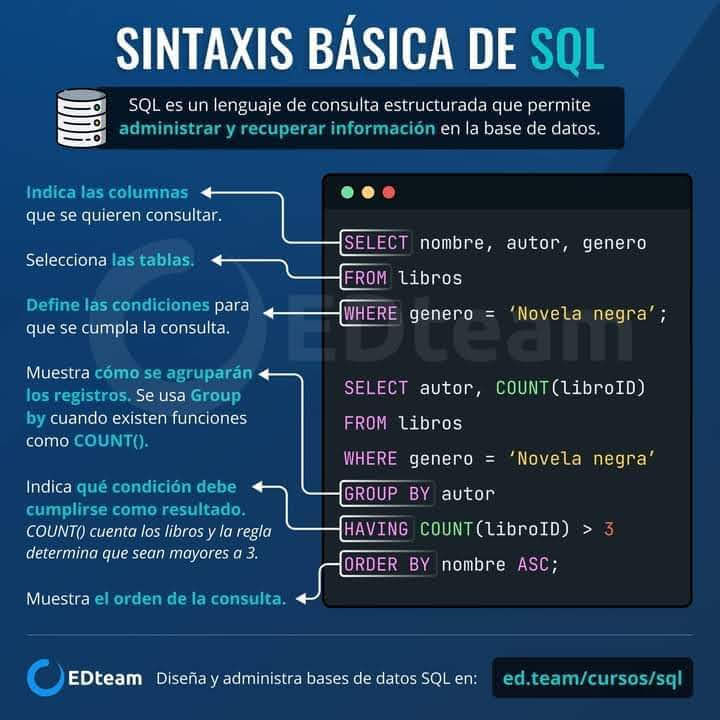 SINTAXIS BÁSICA DE SQL
SQL es un lenguaje de consulta estructurada que permite
administrar y recuperar información en la base de datos.
Indica las columnas
que se quieren consultar.
Selecciona las tablas.
Define las condiciones para
que se cumpla la consulta.
Muestra cómo se agruparán
los registros. Se usa Group
by cuando existen funciones
como COUNT().
Indica qué condición debe
cumplirse como resultado.
COUNT() cuenta los libros y la regla
determina que sean mayores a 3.
Muestra el orden de la consulta.
SELECT nombre, autor, genero
FROM libros
WHERE genero = ‘Novela negra’;
EDteam
SELECT autor, COUNT(libroID)
FROM libros
WHERE genero = ‘Novela negra’
GROUP BY autor
HAVING COUNT(libroID) > 3
ORDER BY nombre ASC;
EDteam
Diseña y administra bases de datos SQL en:
ed.team/cursos/sql